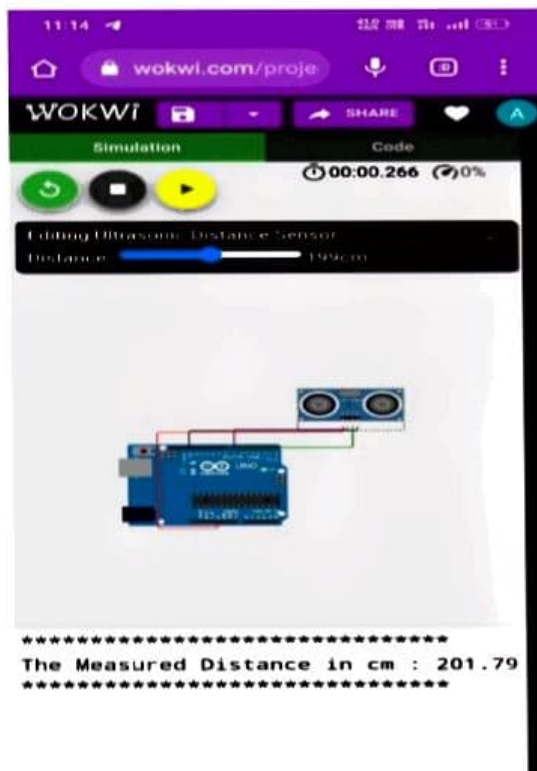 11:14
wokwi.com/proje
WOKWi SHARE A
Simulation Code
00:00.266 0%
Editing Ultrasonic Distance Sensor
Distance: 199cm
UNO
*******************************
The Measured Distance in cm : 201.79
*******************************